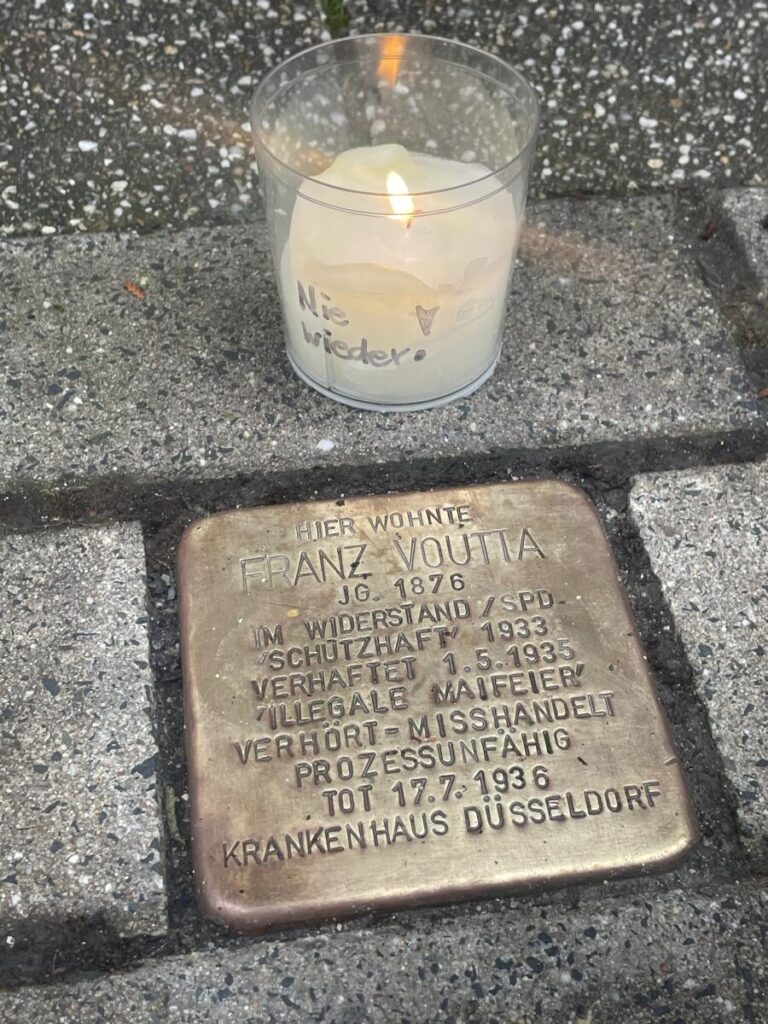 Nie
wieder.
HIER WOHNTE
FRANZ VOUTTA
JG. 1876
IM WIDERSTAND / SPD
'SCHUTZHAFT' 1933
VERHAFTET 1.5.1935
'ILLEGALE MAIFEIER'
VERHÖRT - MISSHANDELT
PROZESSUNFÄHIG
TOT 17.7.1936
KRANKENHAUS DÜSSELDORF